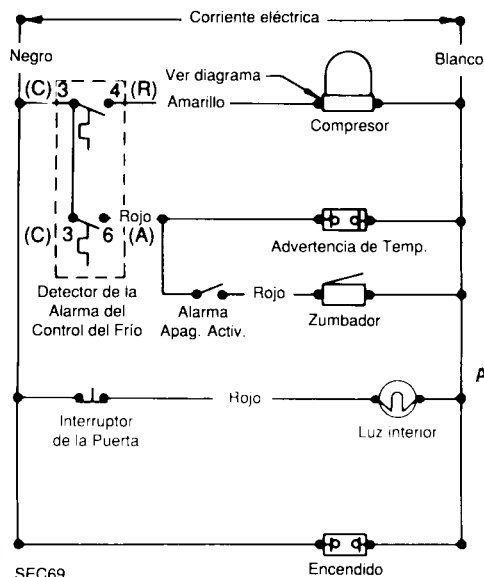 Corriente eléctrica
Negro
Blanco
Ver diagrama
(C) 3 4 (R) Amarillo
Compresor
(C) 3 6 Rojo (A)
Advertencia de Temp.
Detector de la
Alarma del
Control del Frío
Alarma
Apag. Activ.
Rojo
Zumbador
A
Rojo
Interruptor
de la Puerta
Luz interior
Encendido
SEC69